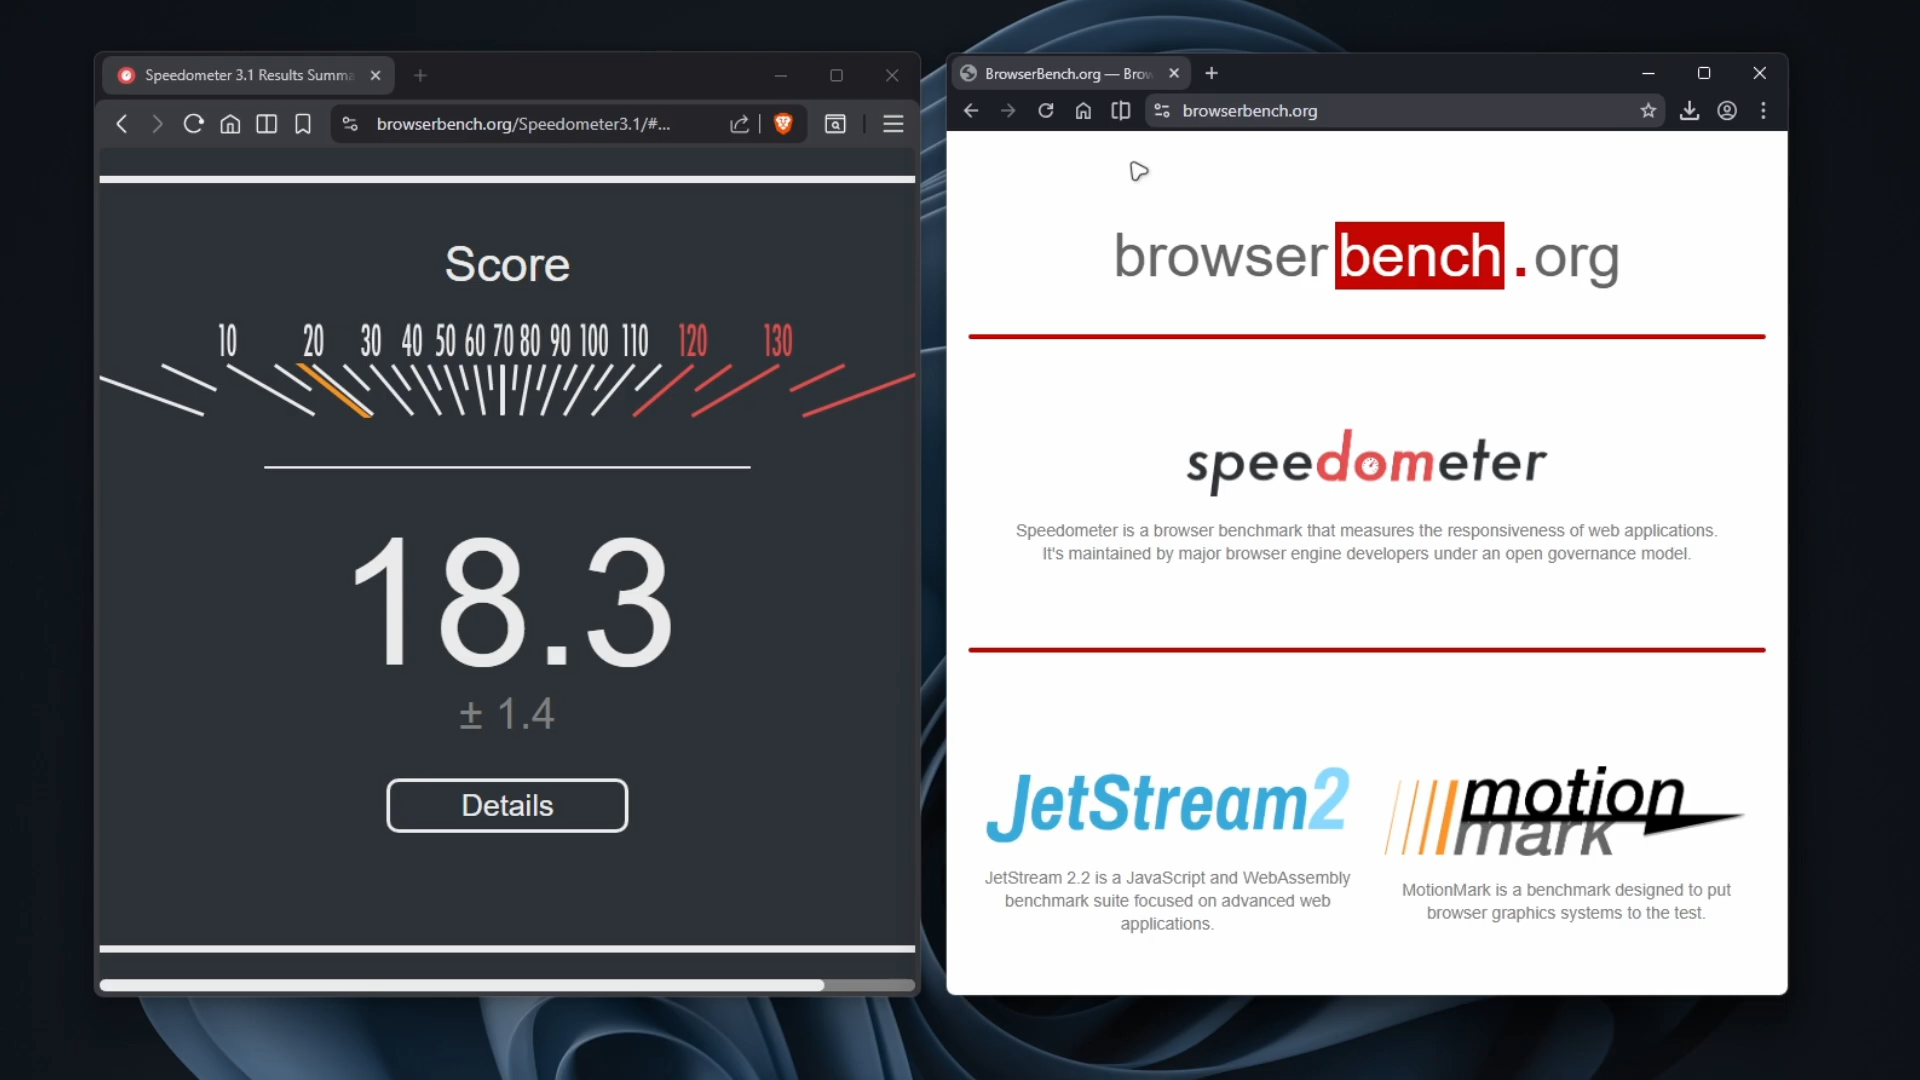 Speedometer 3.1 Results Summa
browserbench.org/Speedometer3.1/#...
Score
10 20 30 40 50 60 70 80 90 100 110 120 130
18.3
± 1.4
Details
BrowserBench.org — Brow
browserbench.org
browserbench.org
speedometer
Speedometer is a browser benchmark that measures the responsiveness of web applications.
It's maintained by major browser engine developers under an open governance model.
JetStream2
JetStream 2.2 is a JavaScript and WebAssembly
benchmark suite focused on advanced web
applications.
motion
mark
MotionMark is a benchmark designed to put
browser graphics systems to the test.